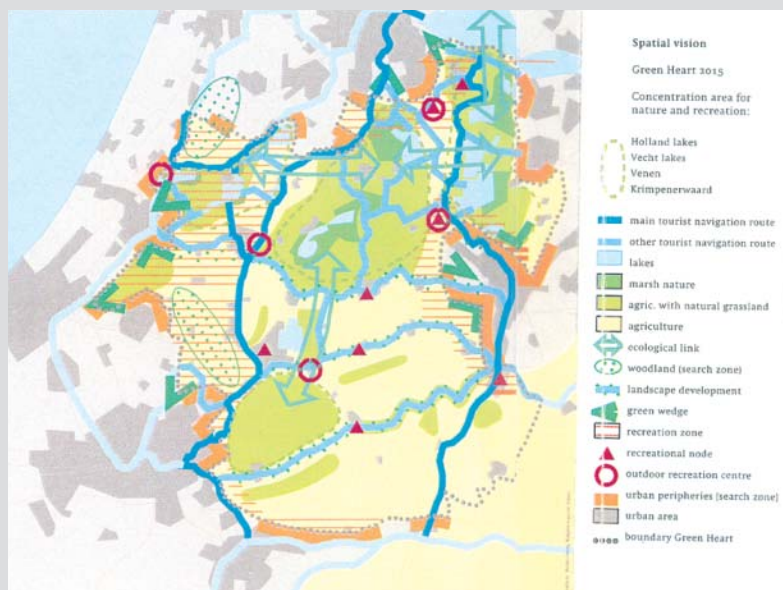 Spatial vision
Green Heart 2015
Concentration area for
nature and recreation:
Holland lakes
Vecht lakes
Venen
Krimpenerwaard
main tourist navigation route
other tourist navigation route
lakes
marsh nature
agric. with natural grassland
agriculture
ecological link
woodland (search zone)
landscape development
green wedge
recreation zone
recreational node
outdoor recreation centre
urban peripheries (search zone)
urban area
boundary Green Heart